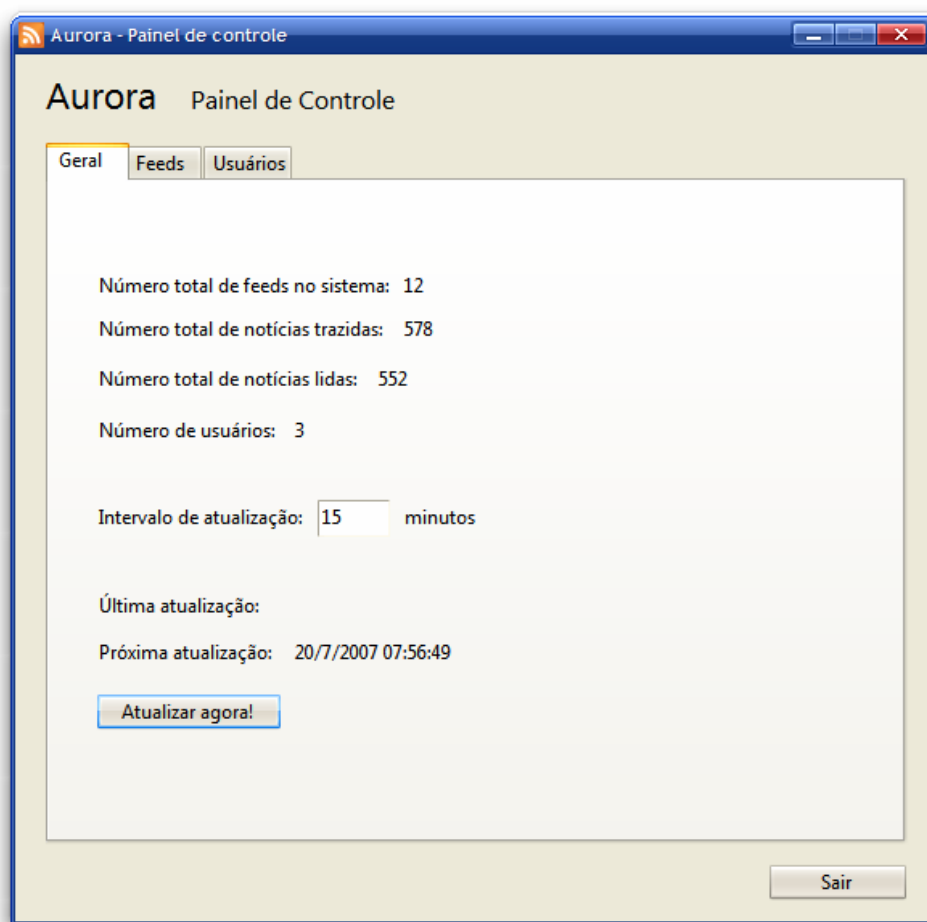 Aurora - Painel de controle
Aurora Painel de Controle
Geral Feeds Usuários
Número total de feeds no sistema: 12
Número total de notícias trazidas: 578
Número total de notícias lidas: 552
Número de usuários: 3
Intervalo de atualização: 15 minutos
Última atualização:
Próxima atualização: 20/7/2007 07:56:49
Atualizar agora!
Sair